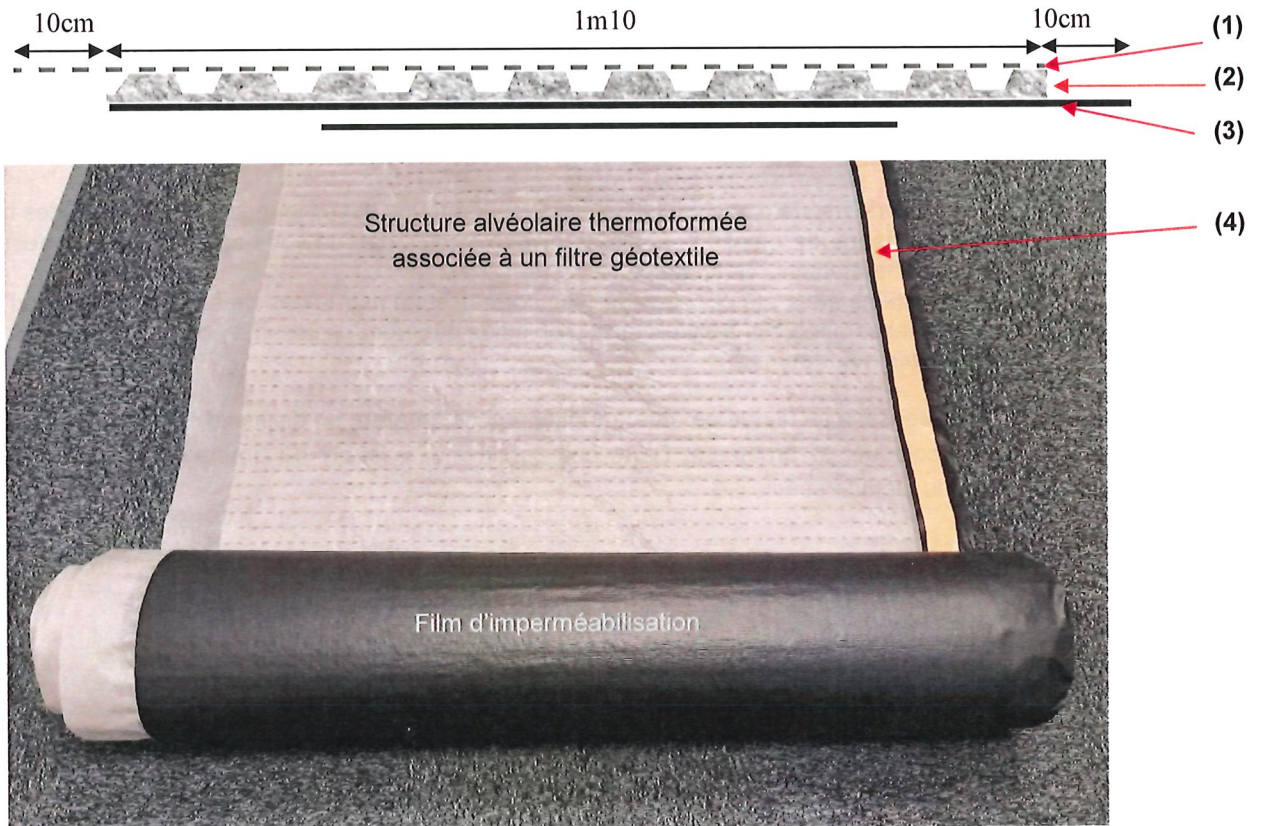 10cm
1m10
10cm
(1)
(2)
(3)
Structure alvéolaire thermoformée
associée à un filtre géotextile
(4)
Film d'imperméabilisation